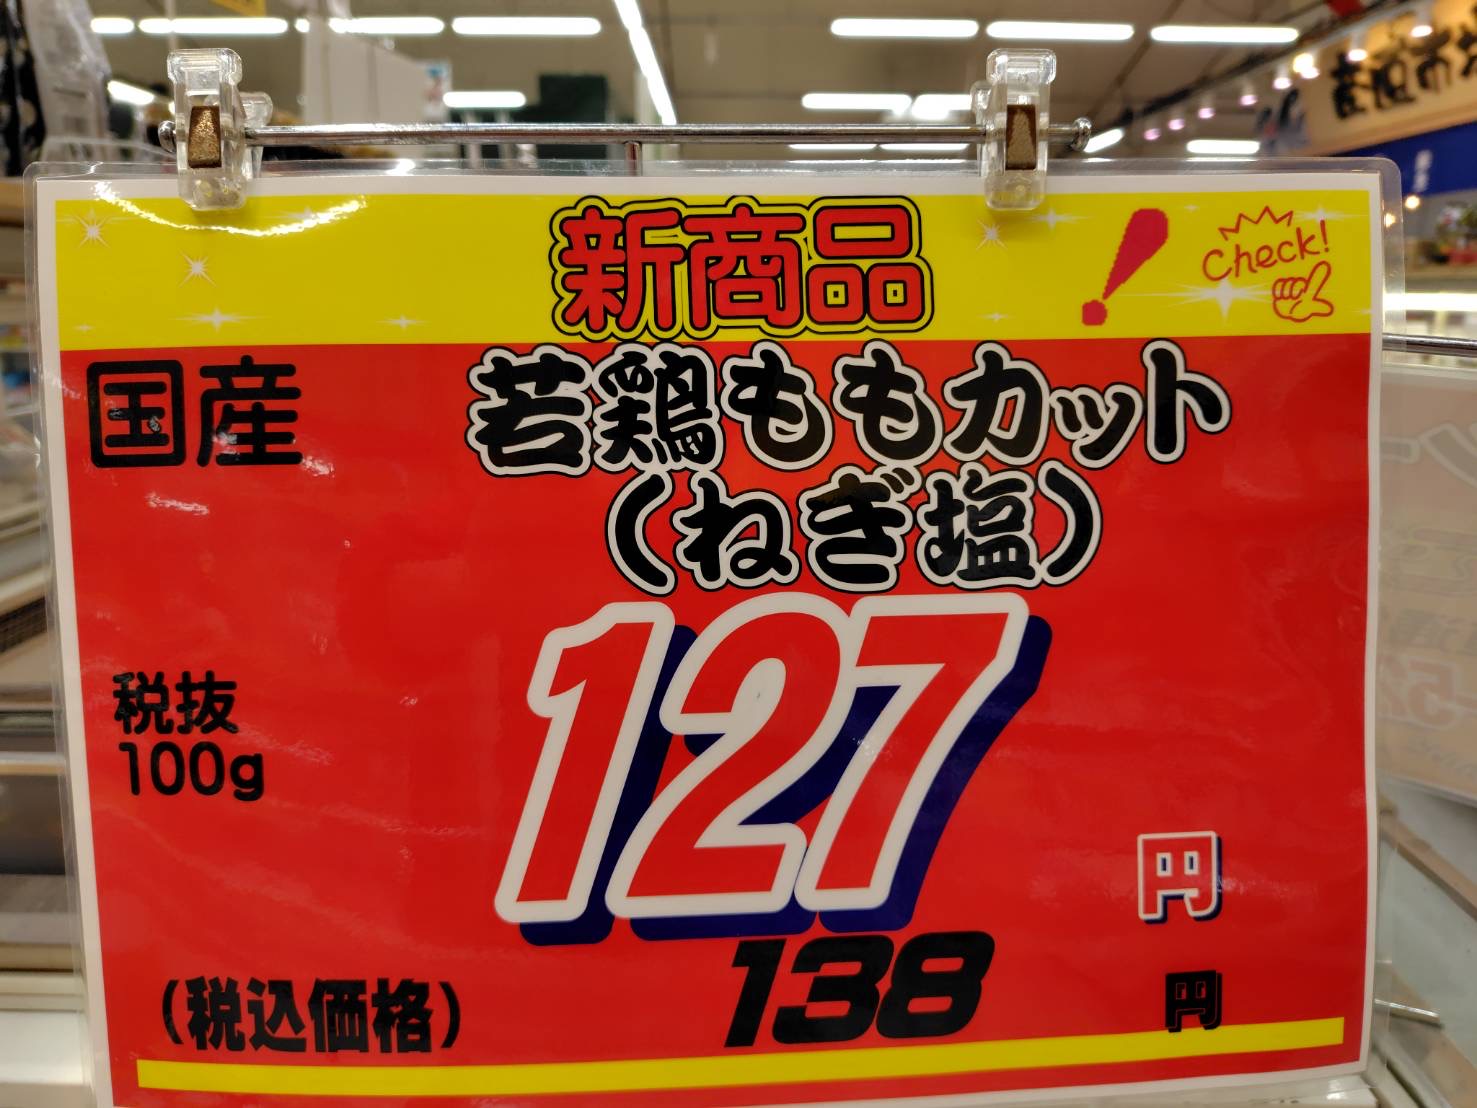 新商品
Check!
国産
若鶏ももカット
(ねぎ塩)
税抜
100g
127
円
(税込価格)
138
円